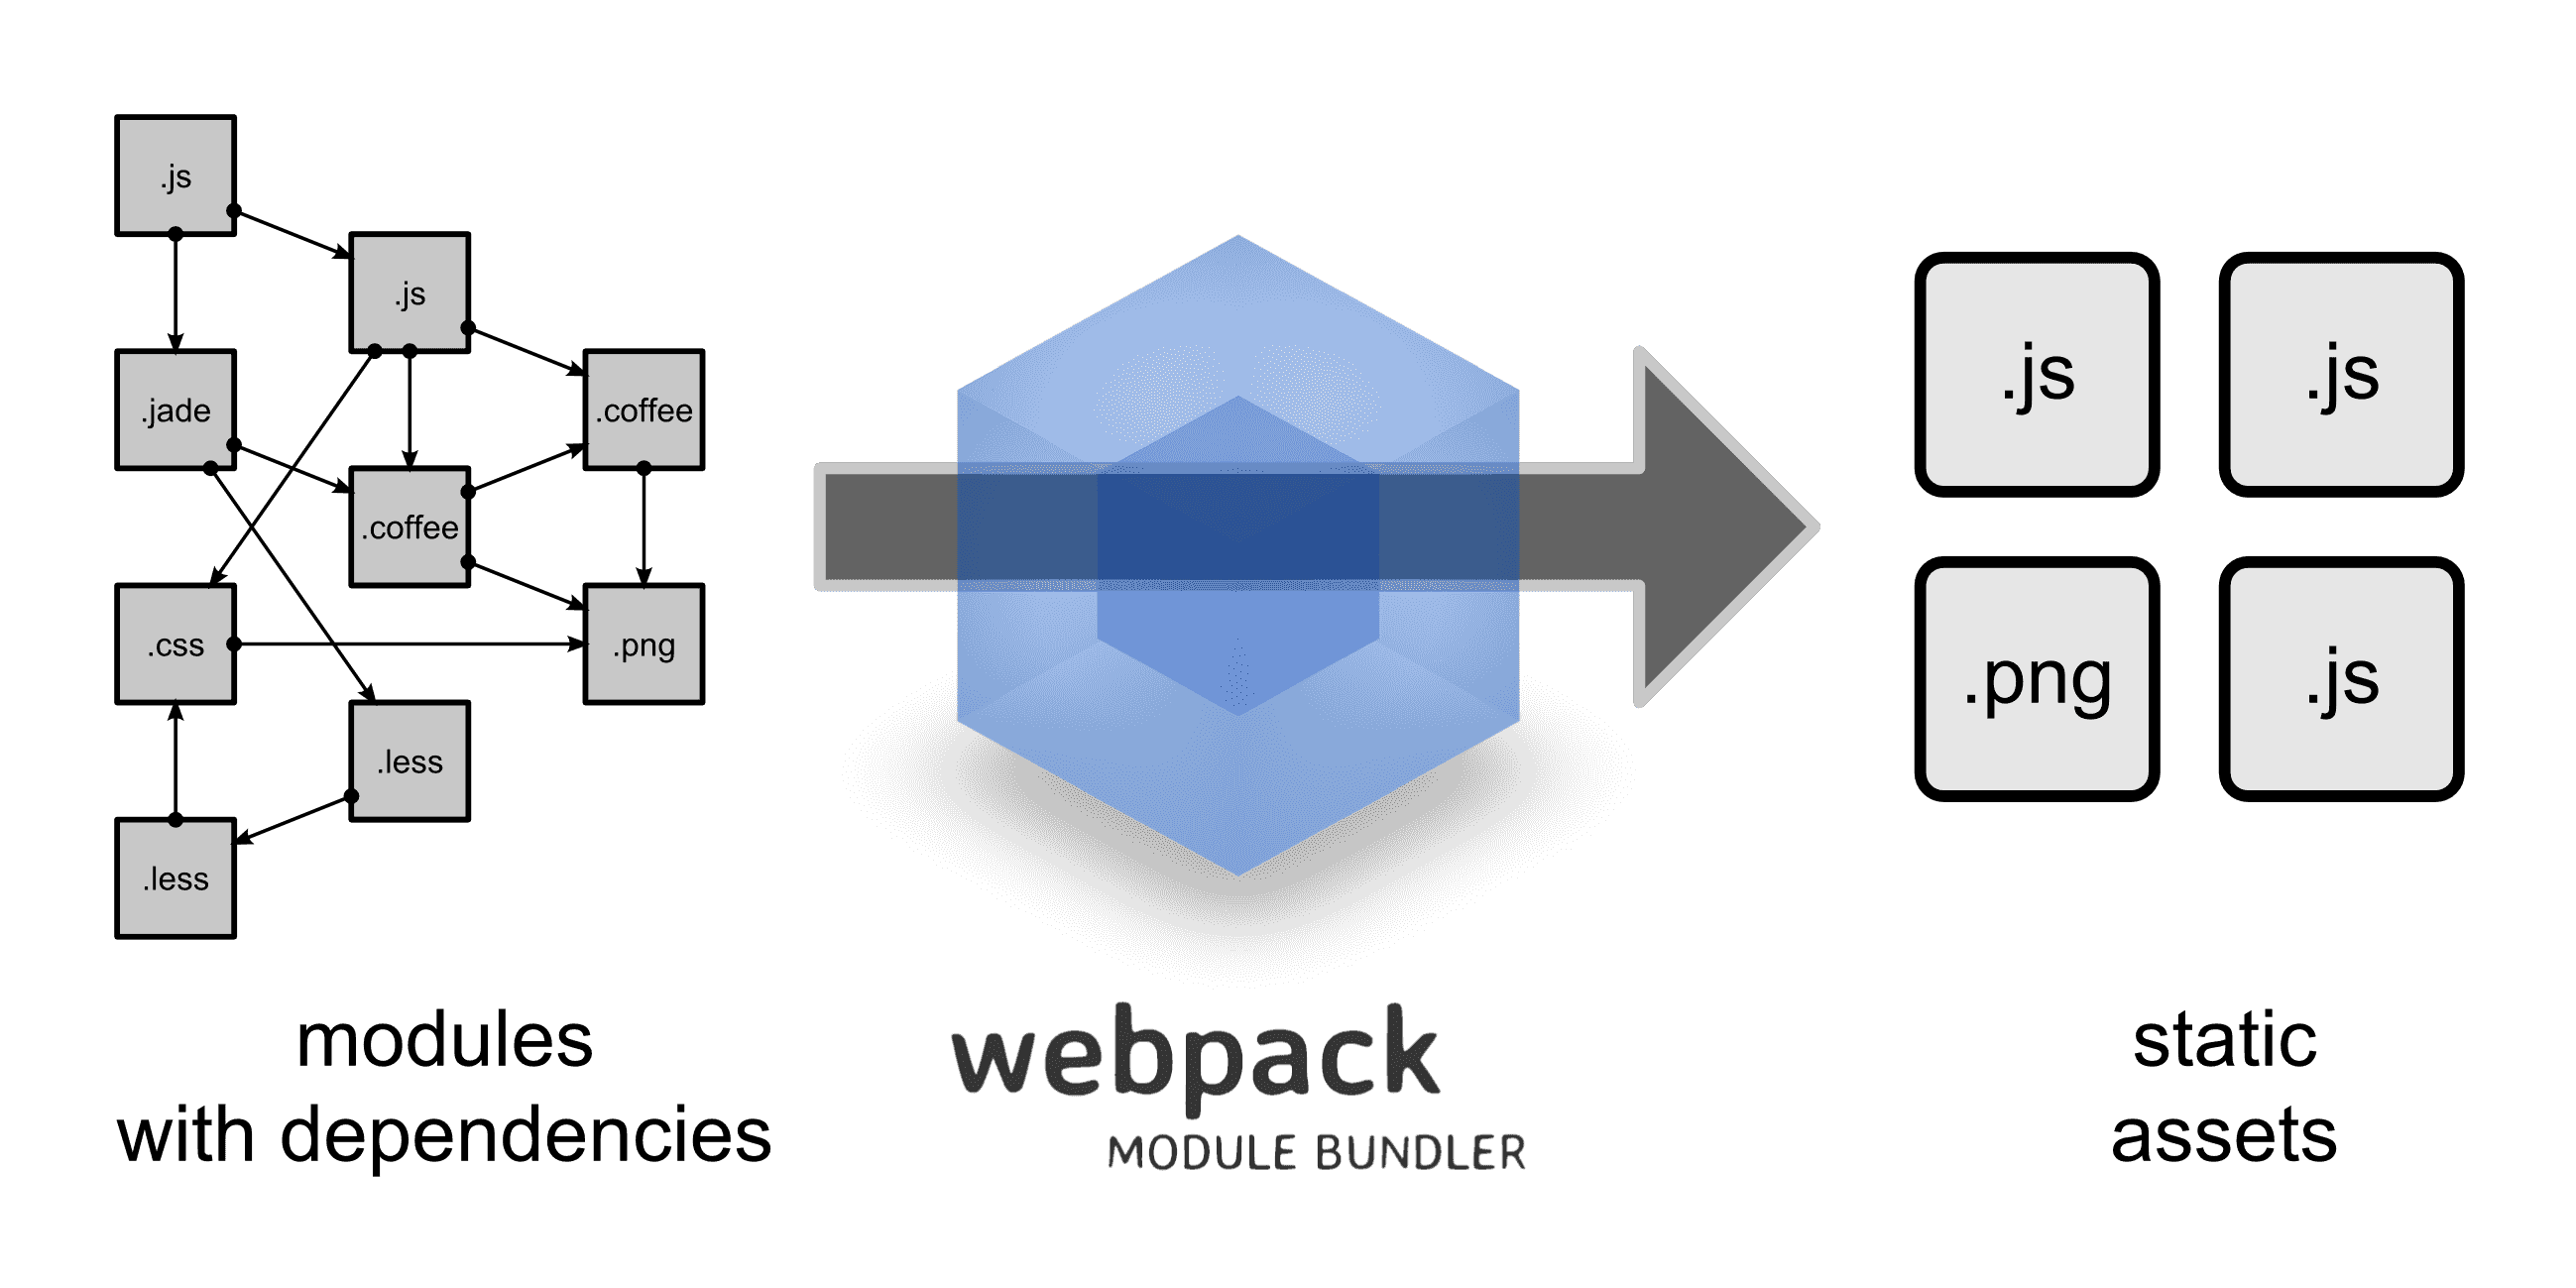 .js
.js
.jade
.coffee
.coffee
.css
.png
.less
.less
modules
with dependencies
webpack
MODULE BUNDLER
.js
.js
.png
.js
static
assets